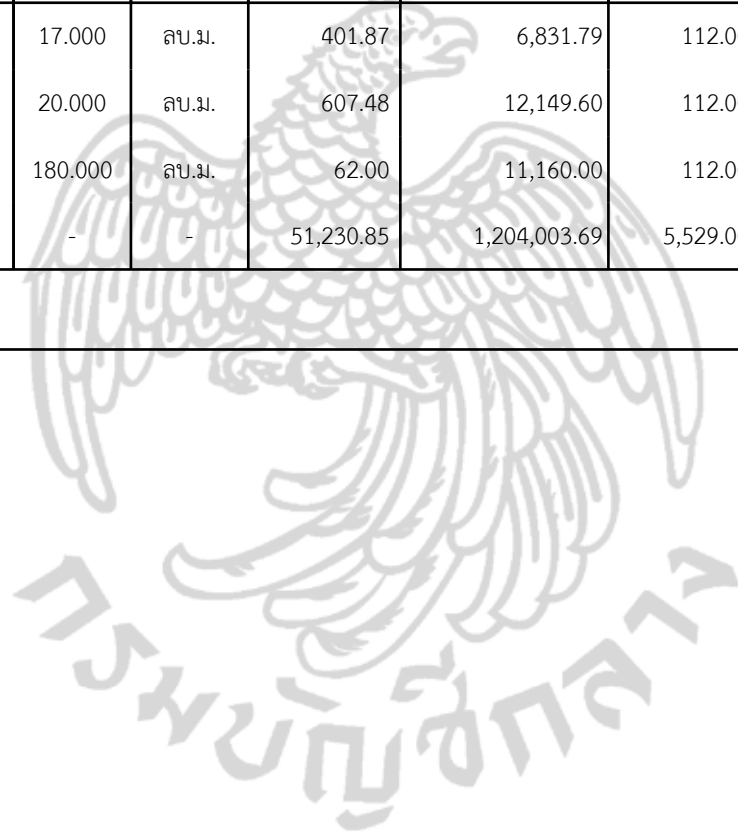 17.000 ลบ.ม. 401.87 6,831.79 112.0
20.000 ลบ.ม. 607.48 12,149.60 112.0
180.000 ลบ.ม. 62.00 11,160.00 112.0
- - 51,230.85 1,204,003.69 5,529.0
กรมบัญชีกลาง